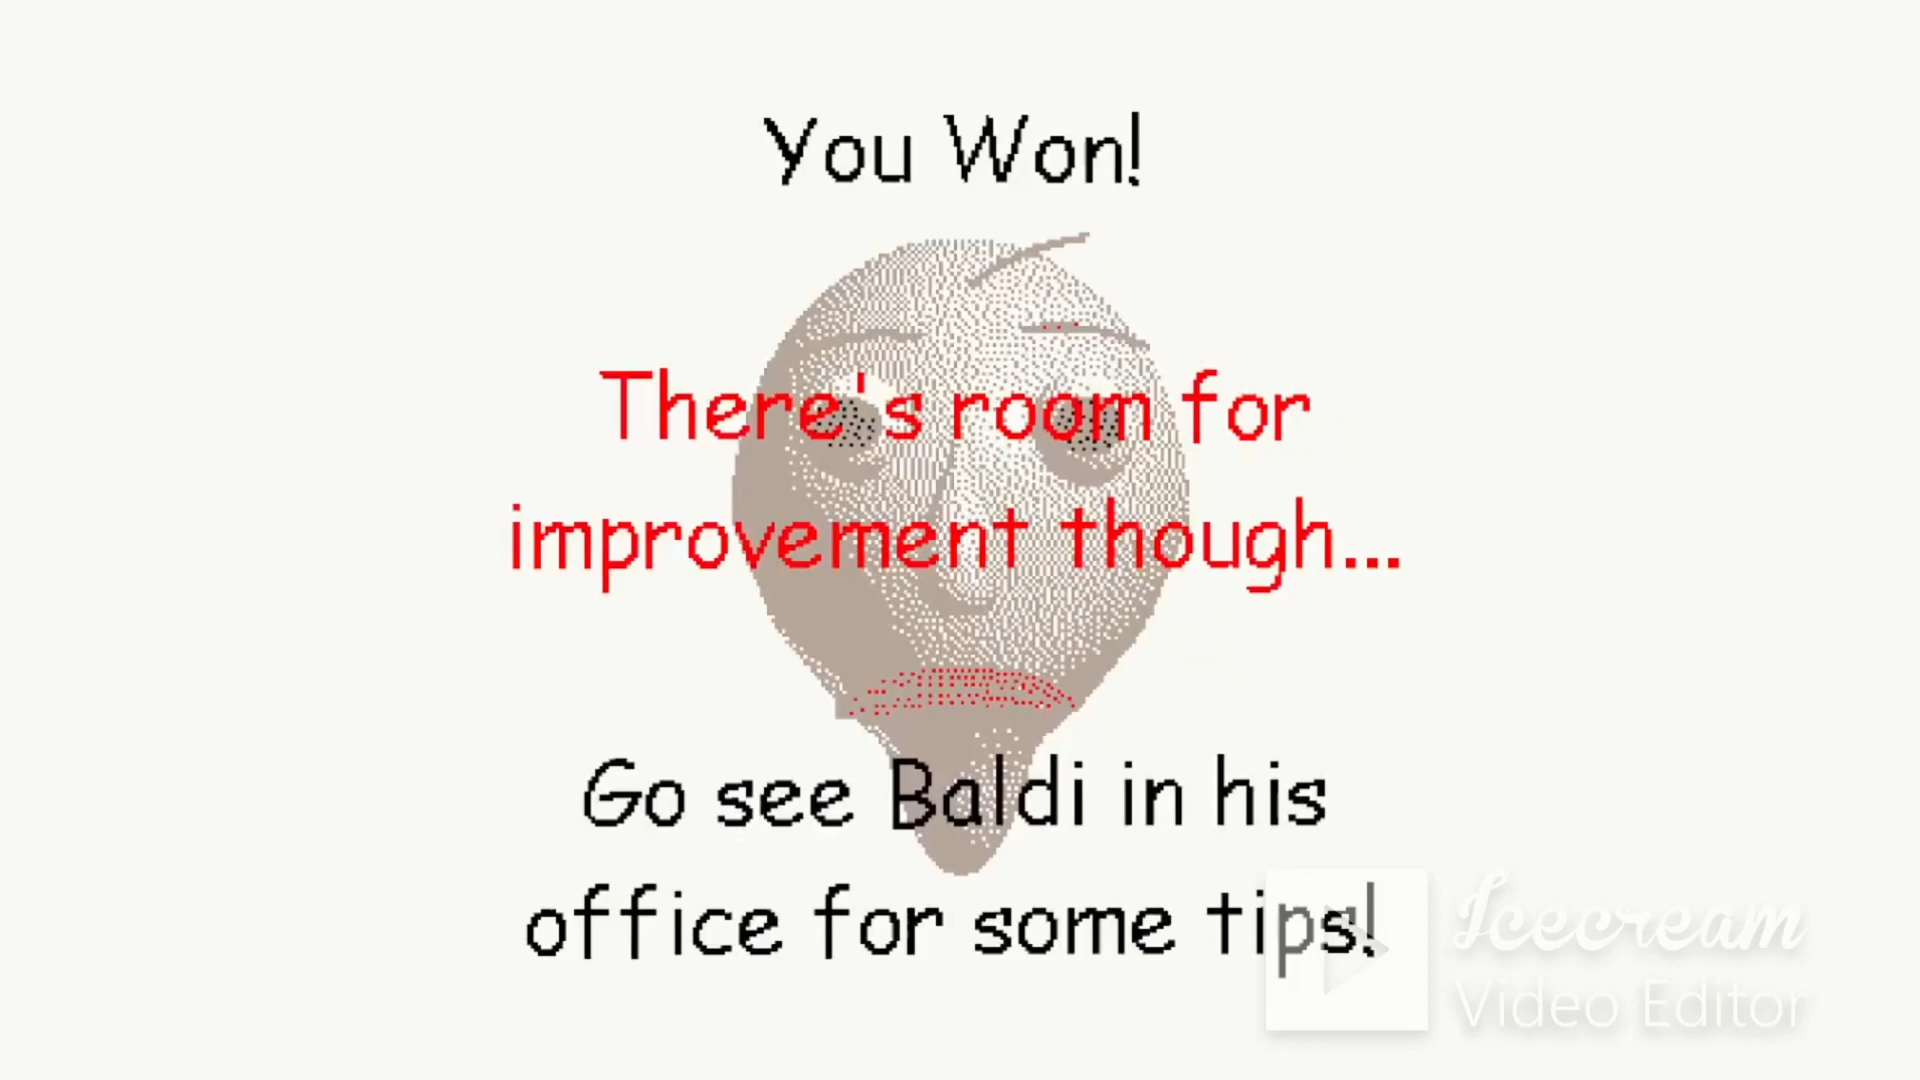 You Won!
There's room for
improvement though...
Go see Baldi in his
office for some tips!
Icecream
Video Editor